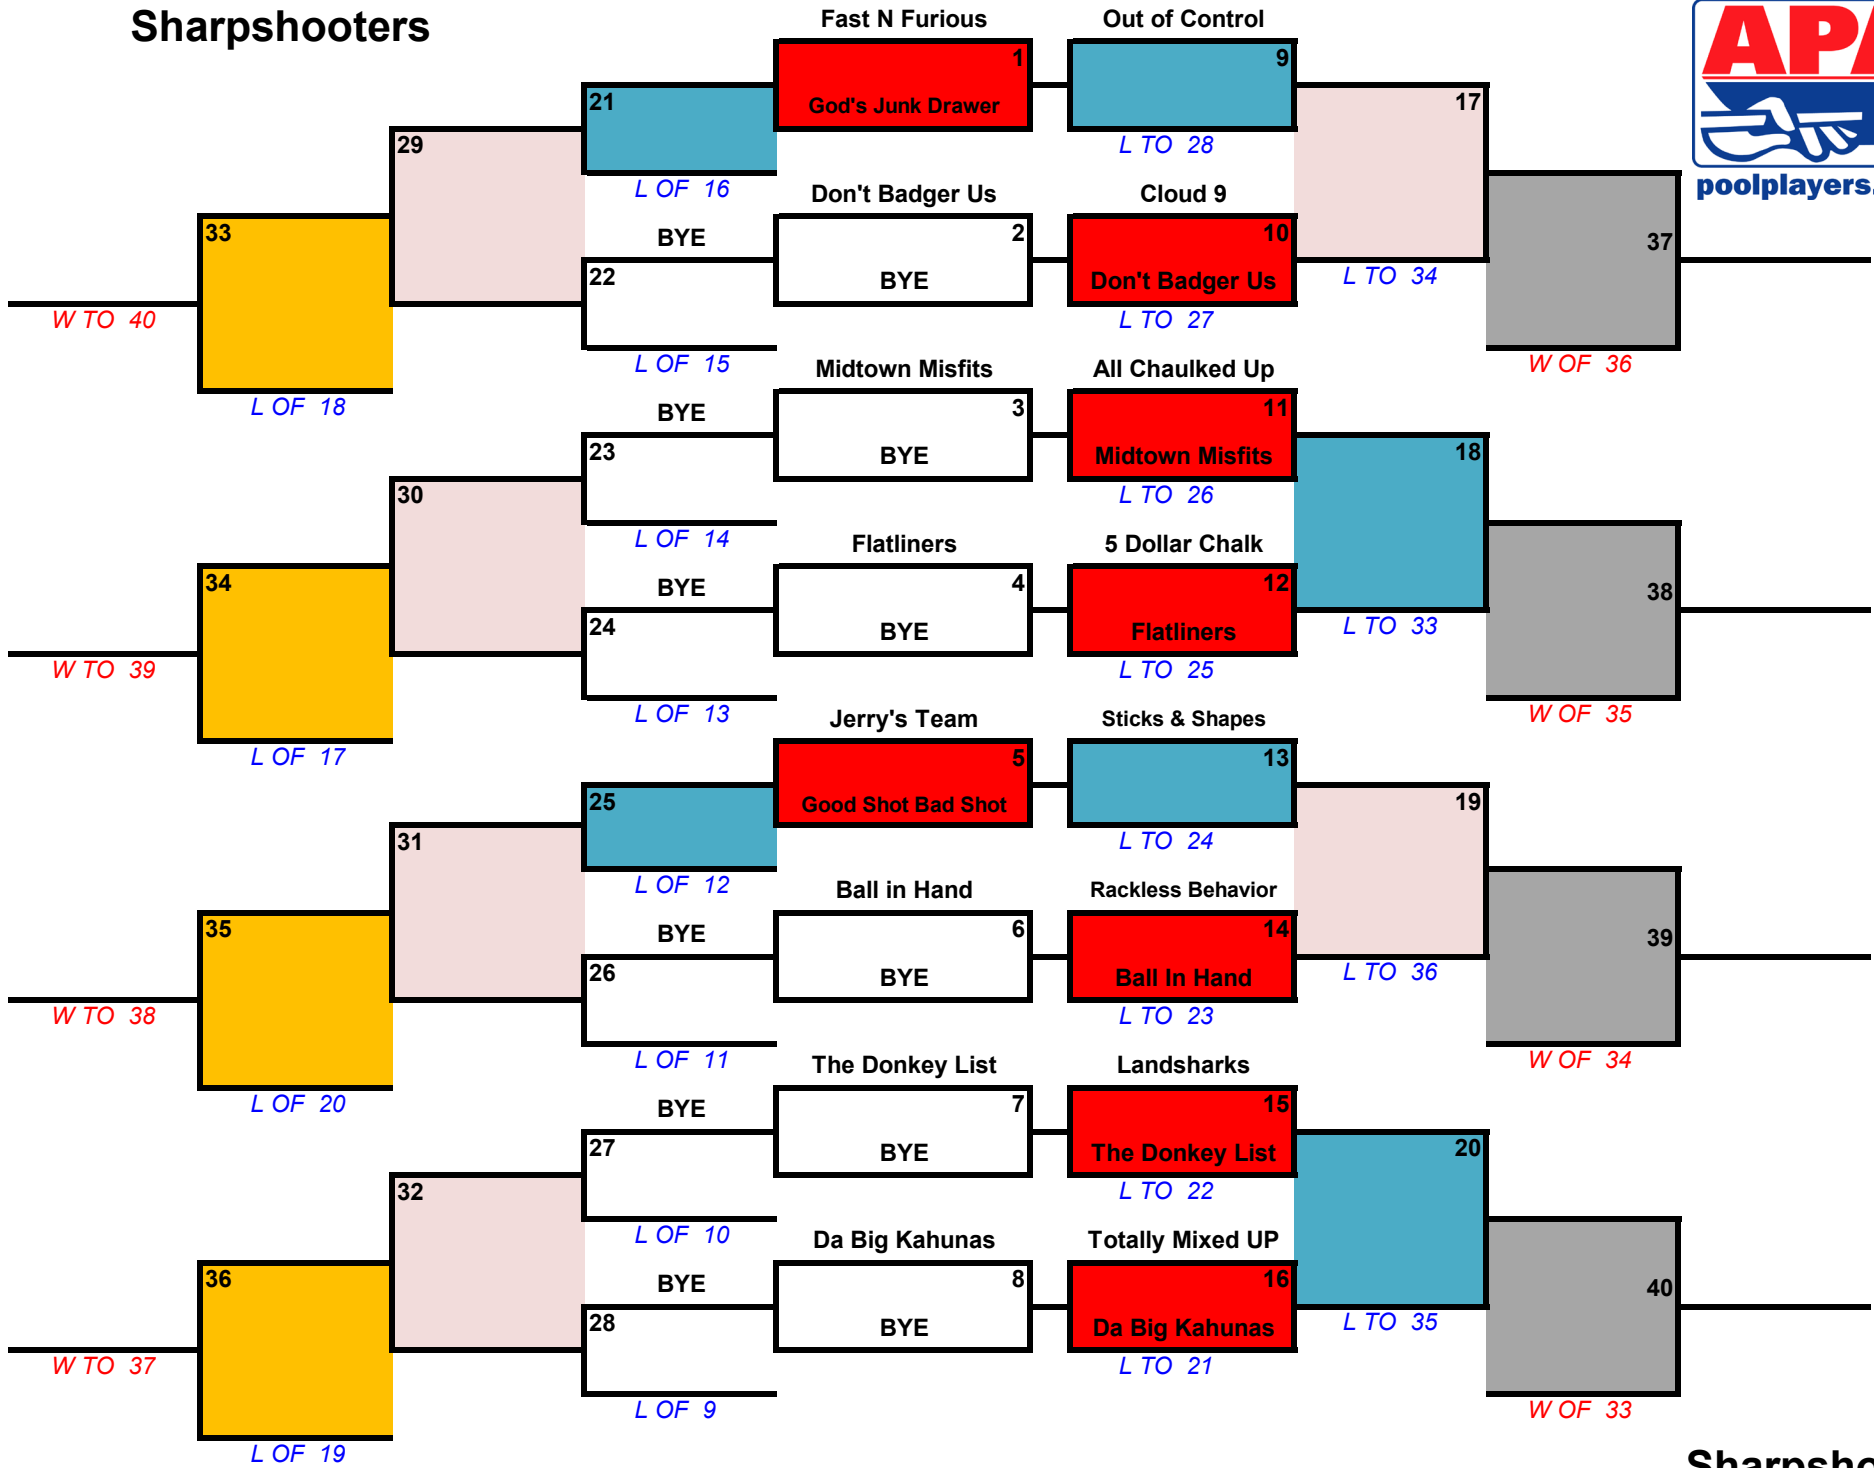 Sharpshooters
Fast N Furious
Out of Control
APA
1
9
21
God's Junk Drawer
17
29
L TO 28
L OF 16
poolplayers.
Don't Badger Us
Cloud 9
33
BYE
2
10
37
22
BYE
Don't Badger Us
L TO 34
W TO 40
L TO 27
L OF 15
W OF 36
Midtown Misfits
All Chaulked Up
L OF 18
BYE
3
11
23
BYE
Midtown Misfits
18
30
L TO 26
L OF 14
Flatliners
5 Dollar Chalk
34
BYE
4
12
38
24
BYE
Flatliners
L TO 33
W TO 39
L TO 25
L OF 13
W OF 35
Jerry's Team
Sticks & Shapes
L OF 17
5
13
25
Good Shot Bad Shot
19
31
L TO 24
L OF 12
Ball in Hand
Rackless Behavior
35
BYE
6
14
39
26
BYE
Ball In Hand
L TO 36
W TO 38
L TO 23
L OF 11
W OF 34
The Donkey List
Landsharks
L OF 20
BYE
7
15
27
BYE
The Donkey List
20
32
L TO 22
L OF 10
Da Big Kahunas
Totally Mixed UP
36
BYE
8
16
40
28
BYE
Da Big Kahunas
L TO 35
W TO 37
L TO 21
L OF 9
W OF 33
L OF 19
Sharpsho